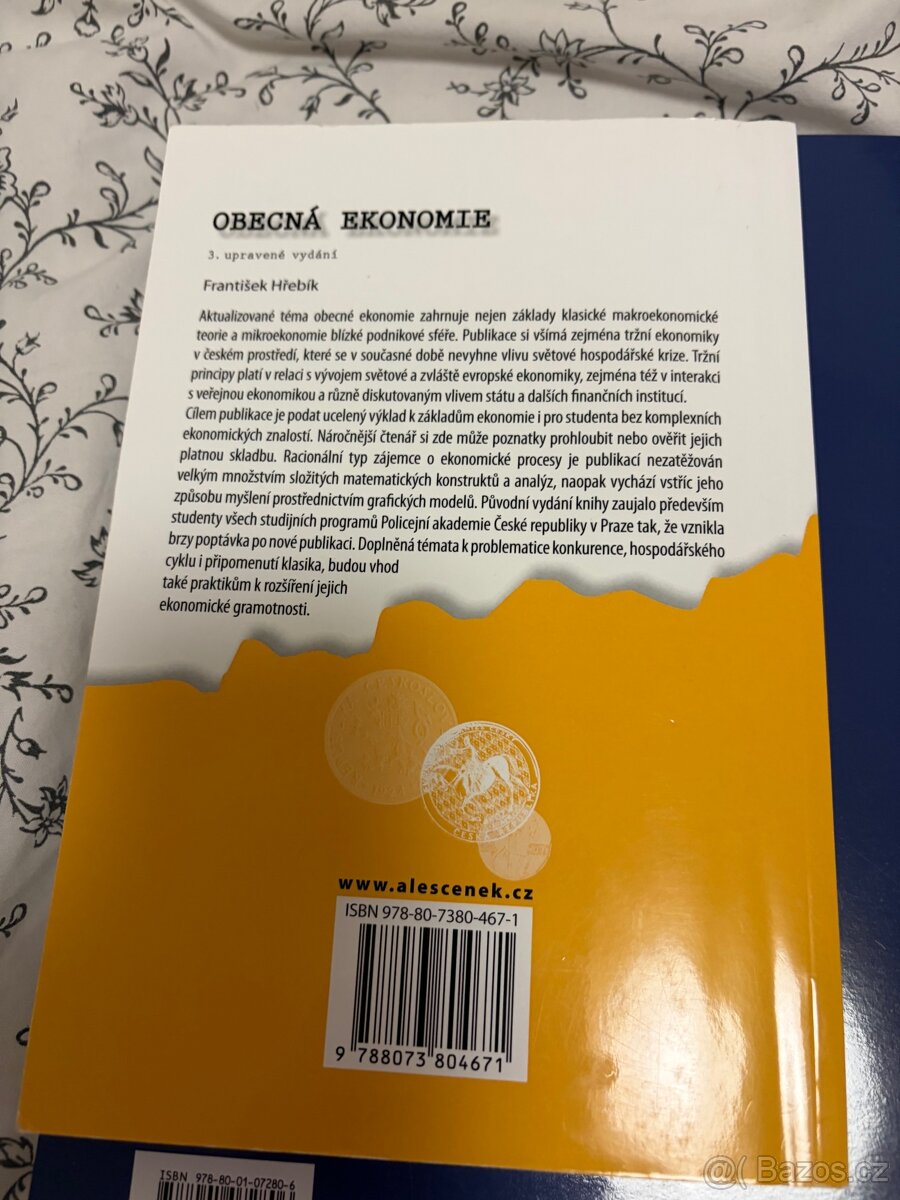 OBECNÁ EKONOMIE
3. upravené vydání
František Hřebík
Aktualizované téma obecné ekonomie zahrnuje nejen základy klasické makroekonomické
teorie a mikroekonomie blízké podnikové sféře. Publikace si všímá zejména tržní ekonomiky
v českém prostředí, které se v současné době nevyhne vlivu světové hospodářské krize. Tržní
principy platí v relaci s vývojem světové a zvláště evropské ekonomiky, zejména též v interakci
s veřejnou ekonomikou a různě diskutovaným vlivem státu a dalších finančních institucí.
Cílem publikace je podat ucelený výklad k základům ekonomie i pro studenta bez komplexních
ekonomických znalostí. Náročnější čtenář si zde může poznatky prohloubit nebo ověřit jejich
platnou skladbu. Racionální typ zájemce o ekonomické procesy je publikací nezatěžován
velkým množstvím složitých matematických konstruktů a analýz, naopak vychází vstříc jeho
způsobu myšlení prostřednictvím grafických modelů. Původní vydání knihy zaujalo především
studenty všech studijních programů Policejní akademie České republiky v Praze tak, že vznikla
brzy poptávka po nové publikaci. Doplněná témata k problematice konkurence, hospodářského
cyklu i připomenutí klasika, budou vhod
také praktikům k rozšíření jejich
ekonomické gramotnosti.
www.alescenek.cz
ISBN 978-80-7380-467-1
9 788073 804671
ISBN 978-80-01-07280-6
@( Bazos.cz